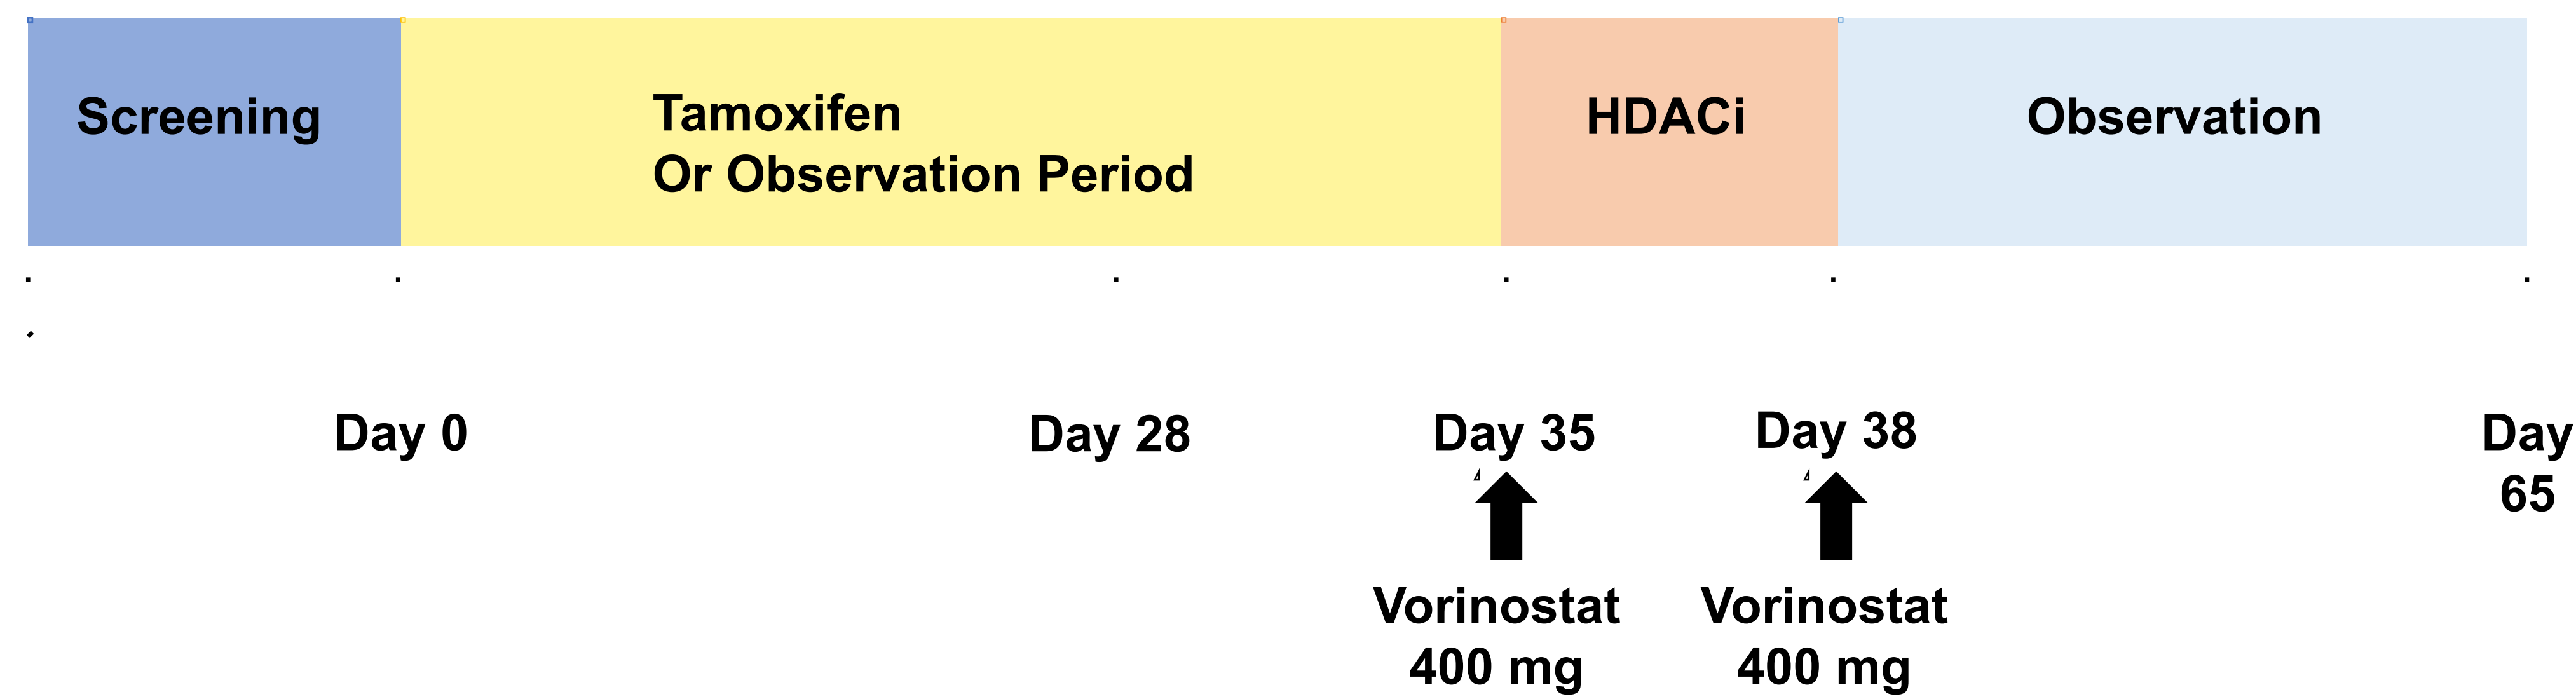 Screening
Tamoxifen
Or Observation Period
HDACi
Observation
Day 0
Day 28
Day 35
Day 38
Day
65
Vorinostat
400 mg
Vorinostat
400 mg